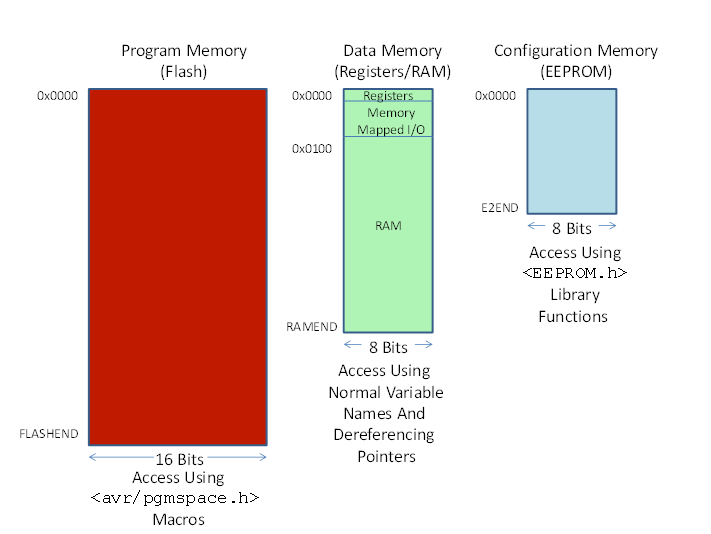 Program Memory
(Flash)
0x0000
FLASHEND
16 Bits
Access Using
<avr/pgmspace.h>
Macros
Data Memory
(Registers/RAM)
0x0000
Registers
Memory
Mapped I/O
0x0100
RAM
RAMEND
8 Bits
Access Using
Normal Variable
Names And
Dereferencing
Pointers
Configuration Memory
(EEPROM)
0x0000
E2END
8 Bits
Access Using
<EEPROM.h>
Library
Functions